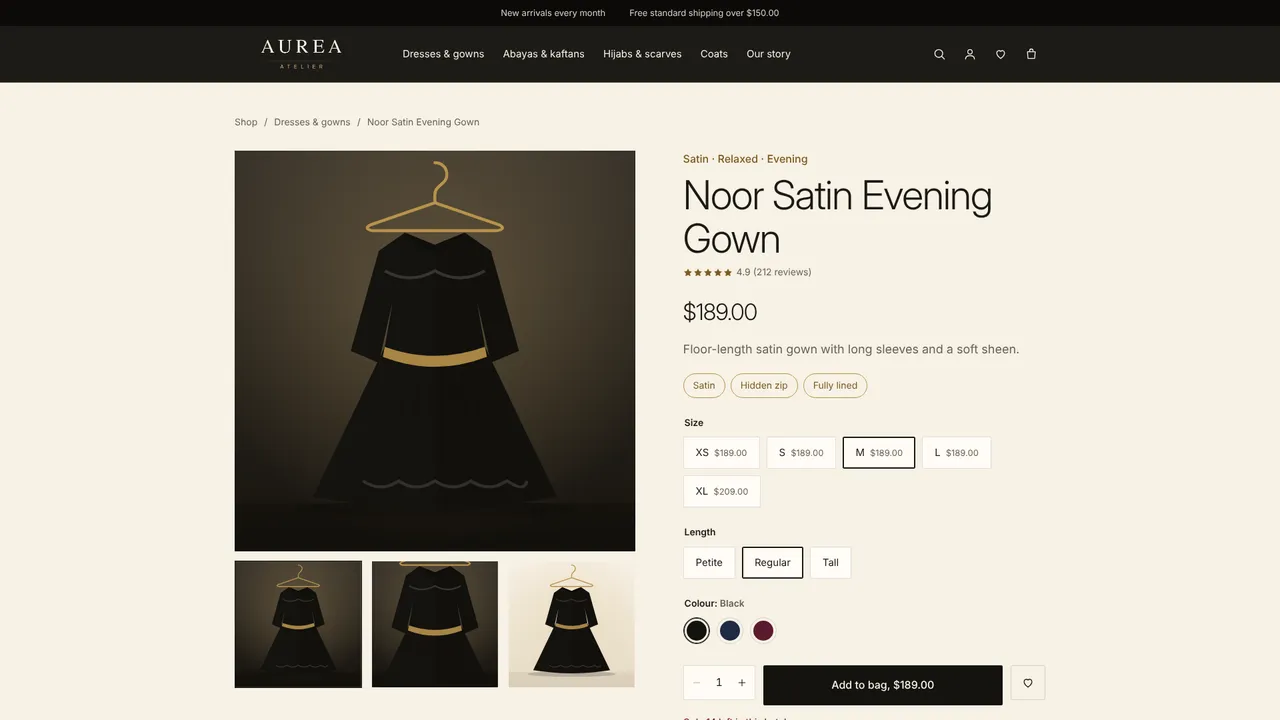 New arrivals every month Free standard shipping over $150.00
AUREA
ATELIER
Dresses & gowns Abayas & kaftans Hijabs & scarves Coats Our story
Shop / Dresses & gowns / Noor Satin Evening Gown
Satin · Relaxed · Evening
Noor Satin Evening
Gown
4.9 (212 reviews)
$189.00
Floor-length satin gown with long sleeves and a soft sheen.
Satin Hidden zip Fully lined
Size
XS $189.00 S $189.00 M $189.00 L $189.00
XL $209.00
Length
Petite Regular Tall
Colour: Black
− 1 + Add to bag, $189.00